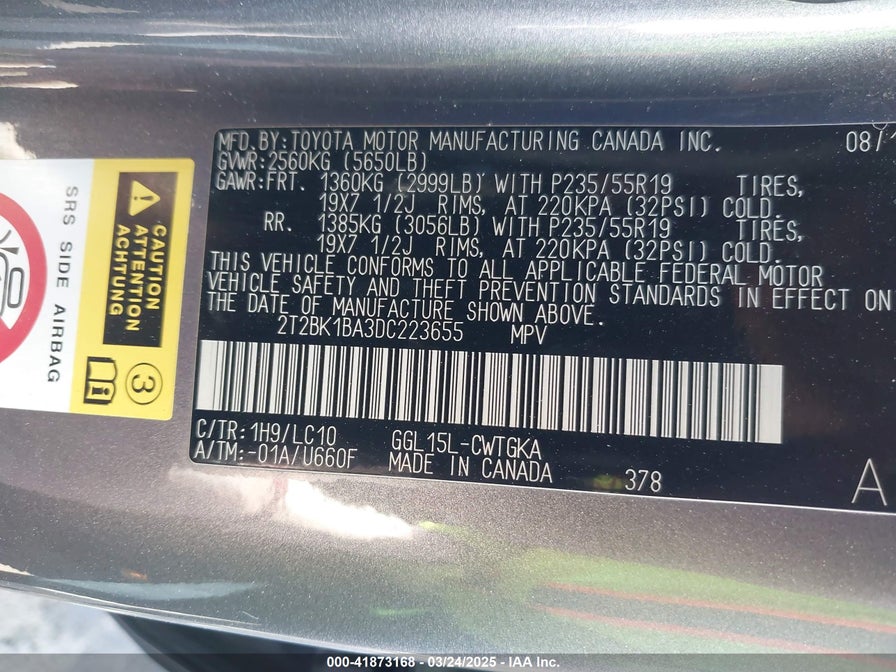 MFD.BY:TOYOTA MOTOR MANUFACTURING CANADA INC. 08/
GVWR:2560KG (5650LB)
GAWR:FRT. 1360KG (2999LB) WITH P235/55R19 TIRES,
19X7 1/2J RIMS, AT 220KPA (32PSI) COLD.
RR. 1385KG (3056LB) WITH P235/55R19 TIRES,
19X7 1/2J RIMS, AT 220KPA (32PSI) COLD.
THIS VEHICLE CONFORMS TO ALL APPLICABLE FEDERAL MOTOR
VEHICLE SAFETY AND THEFT PREVENTION STANDARDS IN EFFECT ON
THE DATE OF MANUFACTURE SHOWN ABOVE.
2T2BK1BA3DC223655 MPV
C/TR:1H9/LC10 GGL15L-CWTGKA
A/TM:-01A/U660F MADE IN CANADA 378
A
SRS SIDE AIRBAG
CAUTION
ATTENTION
ACHTUNG
3
000-41873168 - 03/24/2025 - IAA Inc.